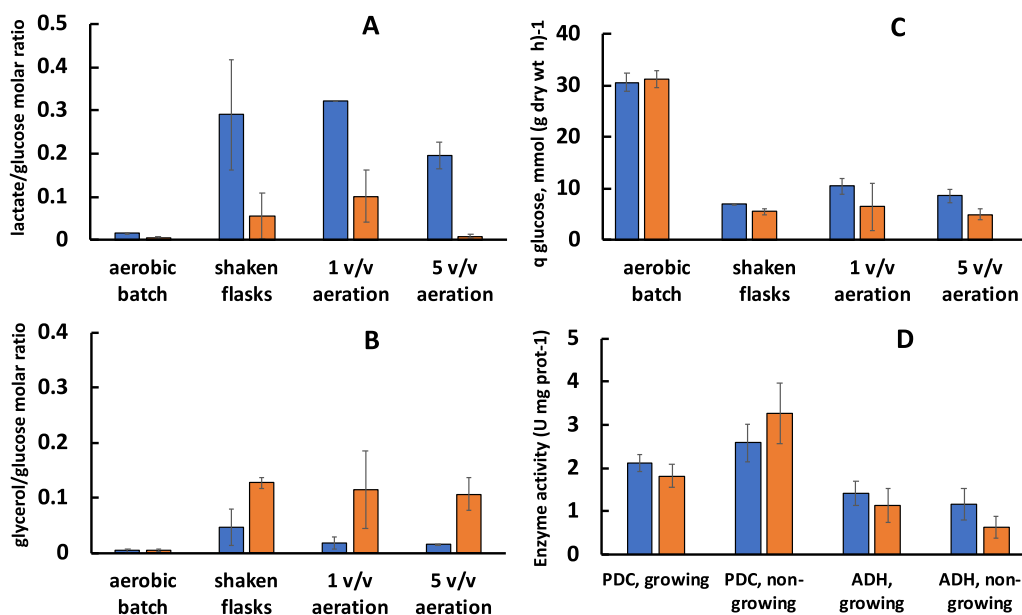 A
lactate/glucose molar ratio
0.5
0.4
0.3
0.2
0.1
0
aerobic batch
shaken flasks
1 v/v aeration
5 v/v aeration
C
q glucose, mmol (g dry wt h)-1
40
30
20
10
0
aerobic batch
shaken flasks
1 v/v aeration
5 v/v aeration
B
glycerol/glucose molar ratio
0.4
0.3
0.2
0.1
0
aerobic batch
shaken flasks
1 v/v aeration
5 v/v aeration
D
Enzyme activity (U mg prot-1)
5
4
3
2
1
0
PDC, growing
PDC, non-growing
ADH, growing
ADH, non-growing